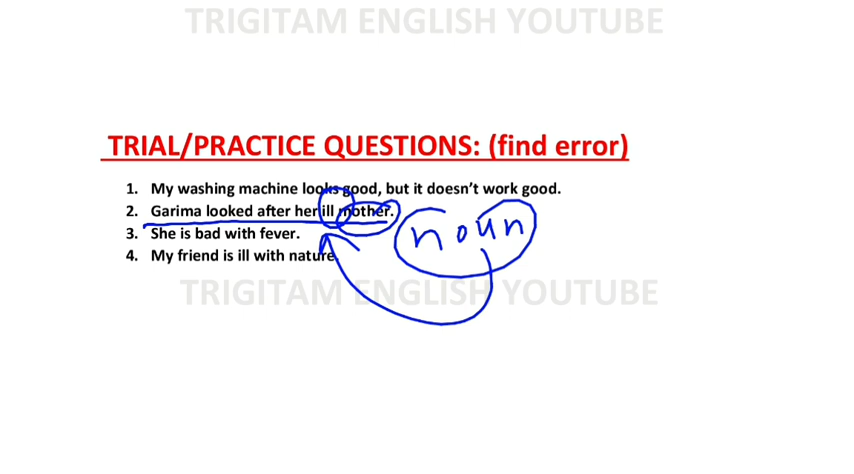 TRIGITAM ENGLISH YOUTUBE
TRIAL/PRACTICE QUESTIONS: (find error)
1. My washing machine looks good, but it doesn't work good.
2. Garima looked after her ill mother.
noun
3. She is bad with fever.
4. My friend is ill with nature.
TRIGITAM ENGLISH YOUTUBE